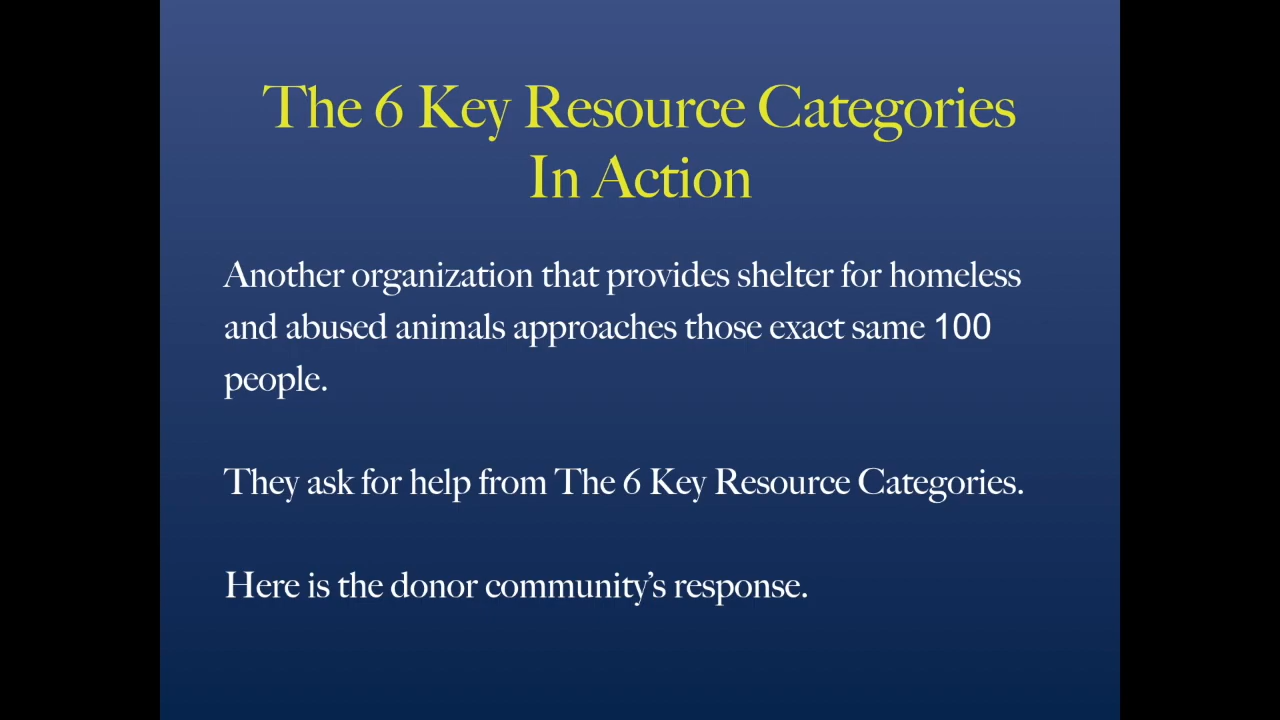 The 6 Key Resource Categories
In Action
Another organization that provides shelter for homeless
and abused animals approaches those exact same 100
people.
They ask for help from The 6 Key Resource Categories.
Here is the donor community’s response.